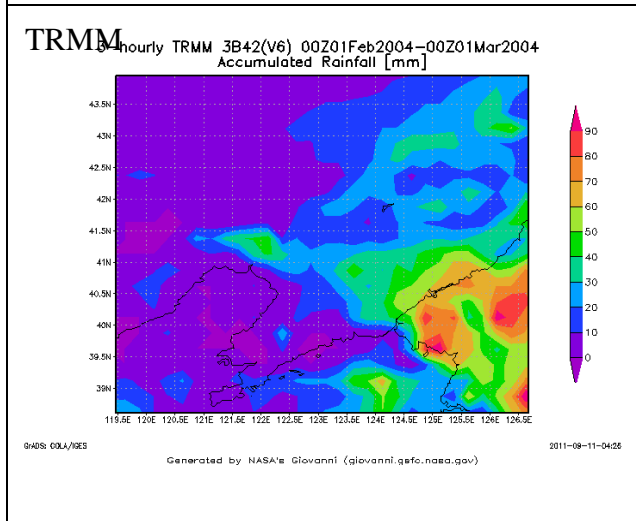 TRMM
3-hourly TRMM 3B42(V6) 00Z01Feb2004-00Z01Mar2004
Accumulated Rainfall [mm]
43.5N
43N
42.5N
42N
41.5N
41N
40.5N
40N
39.5N
39N
119.5E 120E 120.5E 121E 121.5E 122E 122.5E 123E 123.5E 124E 124.5E 125E 125.5E 126E 126.5E
90
80
70
60
50
40
30
20
10
0
GrADS: COLA/IGES
2011-09-11-04:26
Generated by NASA's Giovanni (giovanni.gsfc.nasa.gov)